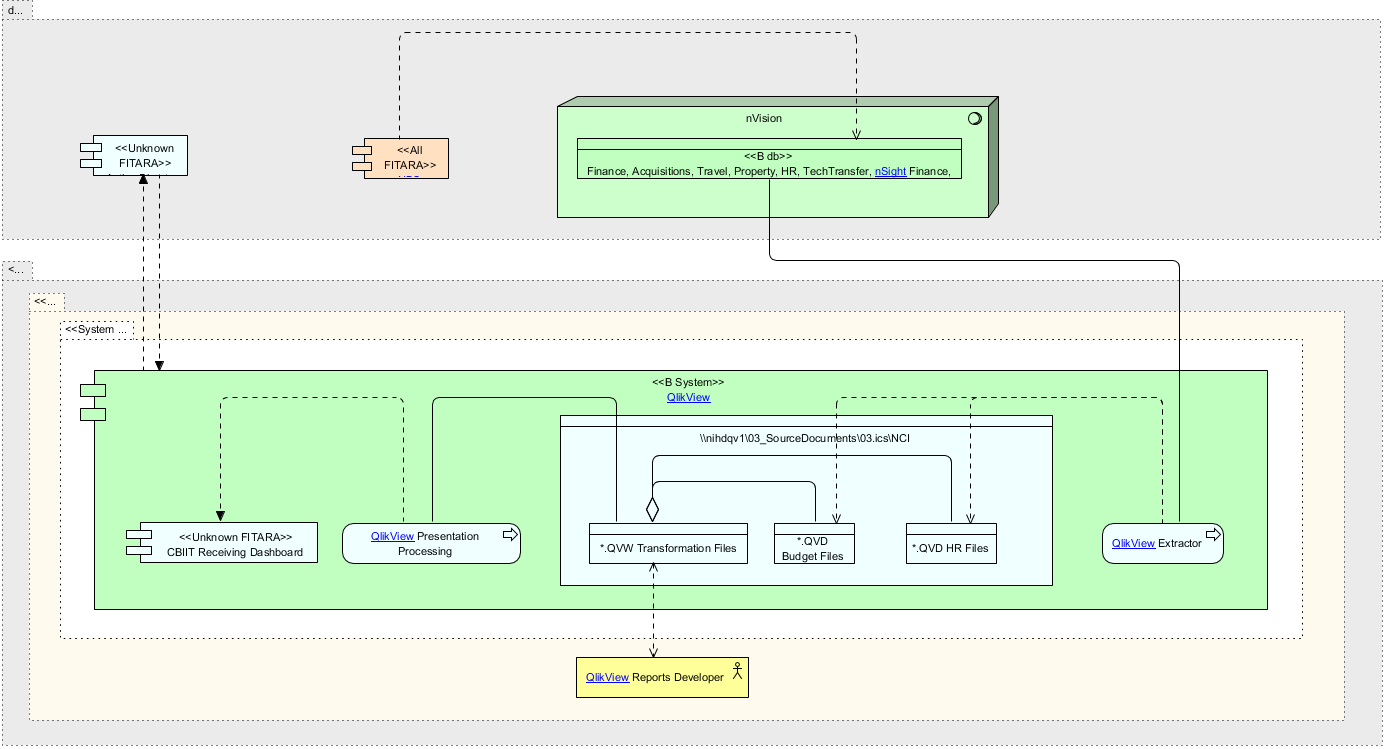 d...
<<Unknown
FITARA>>
<<All
FITARA>>
nVision
<<B db>>
Finance, Acquisitions, Travel, Property, HR, TechTransfer, nSight Finance,
<...
<<...
<<System ...
<<B System>>
QlikView
\\nihdqv1\03_SourceDocuments\03.ics\NCI
<<Unknown FITARA>>
CBIIT Receiving Dashboard
QlikView Presentation
Processing
*.QVW Transformation Files
*.QVD
Budget Files
*.QVD HR Files
QlikView Extractor
QlikView Reports Developer